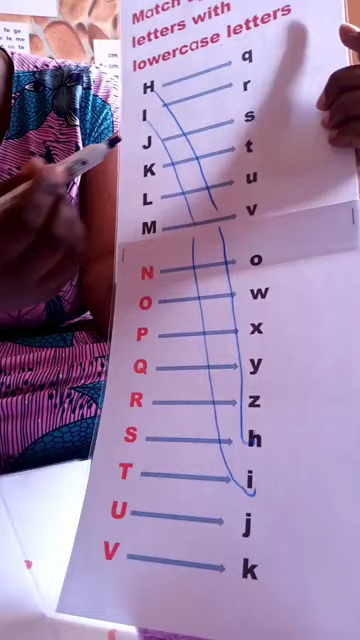 Match
letters with
lowercase letters
H q
I r
J s
K t
L u
M v
N o
O w
P x
Q y
R z
S h
T i
U j
V k